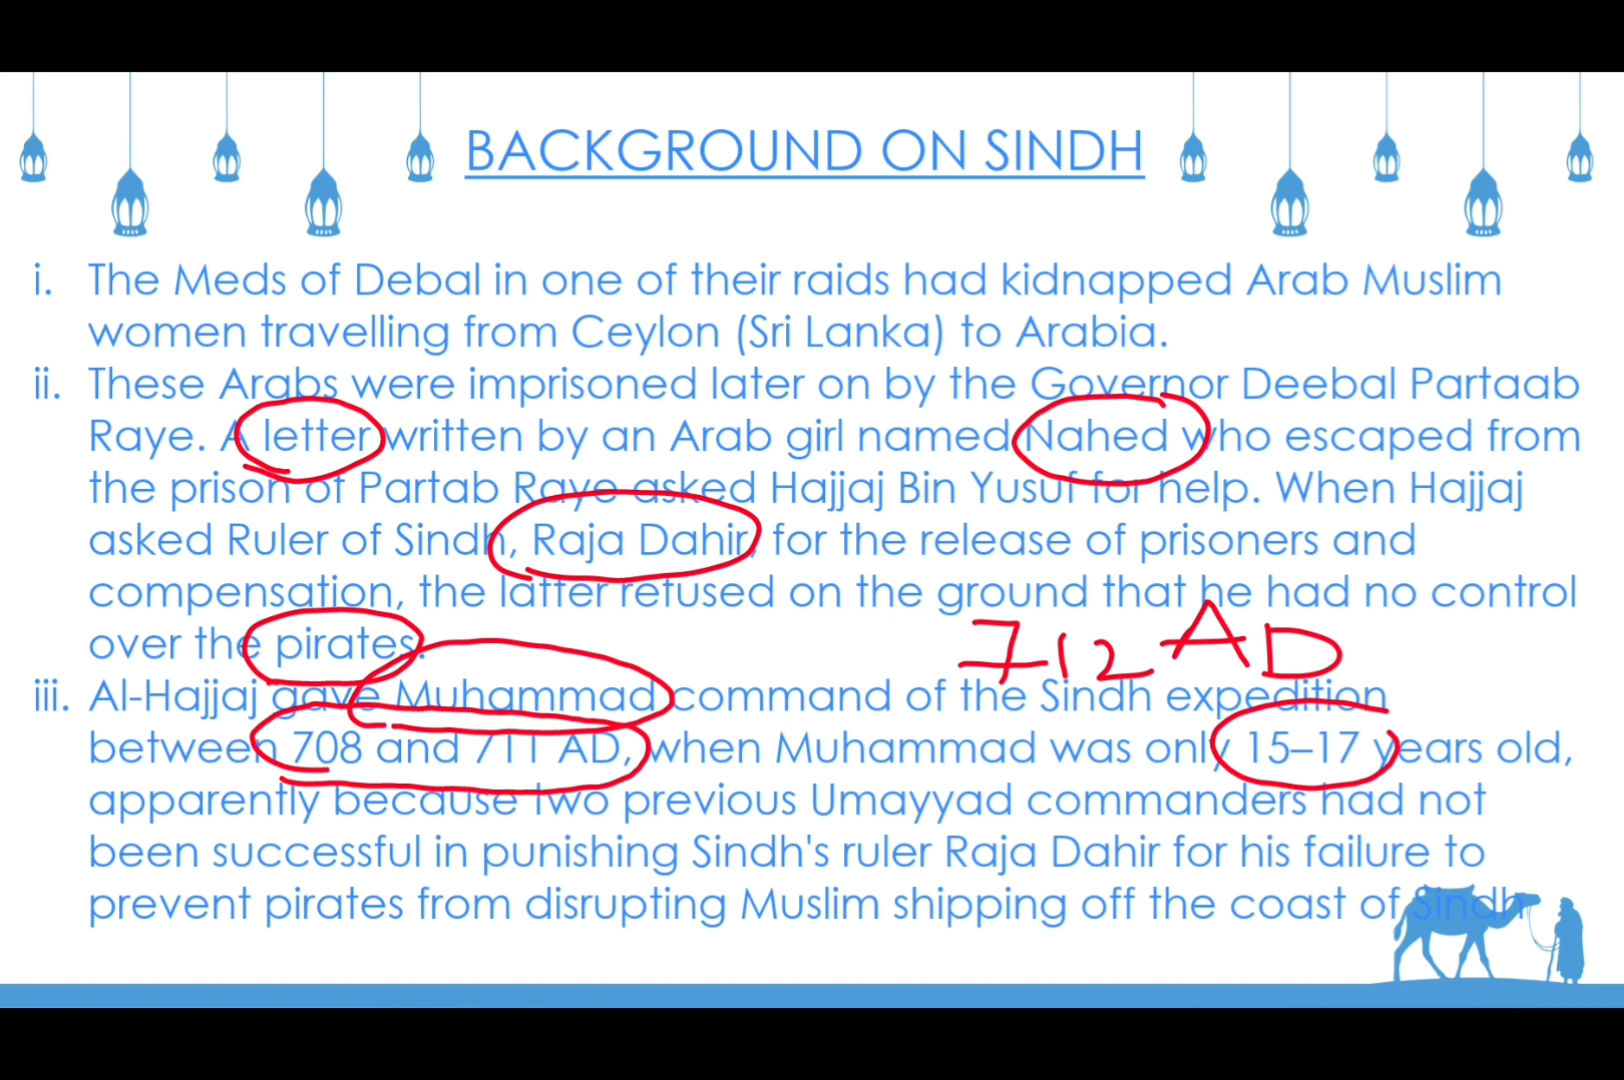 BACKGROUND ON SINDH
i. The Meds of Debal in one of their raids had kidnapped Arab Muslim
women travelling from Ceylon (Sri Lanka) to Arabia.
ii. These Arabs were imprisoned later on by the Governor Deebal Partaab
Raye. A letter written by an Arab girl named Nahed who escaped from
the prison of Partab Raye asked Hajjaj Bin Yusuf for help. When Hajjaj
asked Ruler of Sindh, Raja Dahir, for the release of prisoners and
compensation, the latter refused on the ground that he had no control
over the pirates.
712 AD
iii. Al-Hajjaj gave Muhammad command of the Sindh expedition
between 708 and 711 AD, when Muhammad was only 15–17 years old,
apparently because two previous Umayyad commanders had not
been successful in punishing Sindh's ruler Raja Dahir for his failure to
prevent pirates from disrupting Muslim shipping off the coast of Sindh